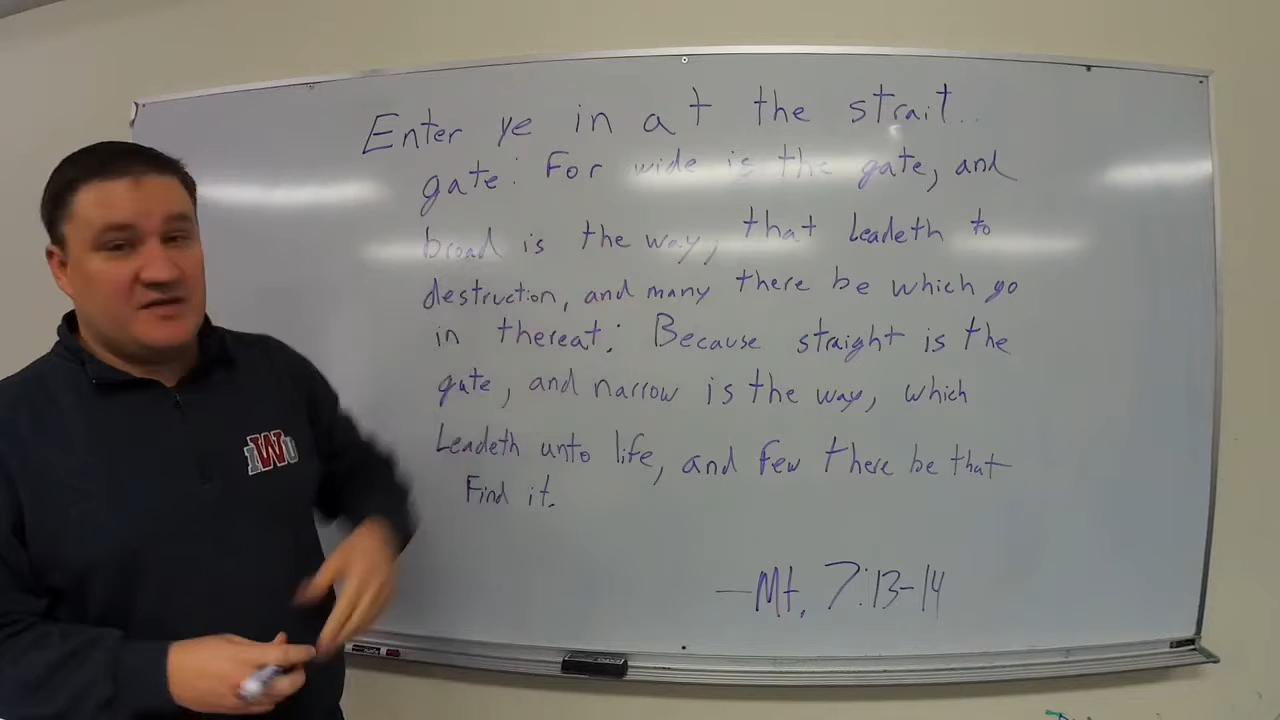 Enter ye in at the strait
gate: For wide is the gate, and
broad is the way, that leadeth to
destruction, and many there be which go
in thereat: Because straight is the
gate, and narrow is the way, which
Leadeth unto life, and few there be that
Find it.
—Mt. 7:13-14
IWU